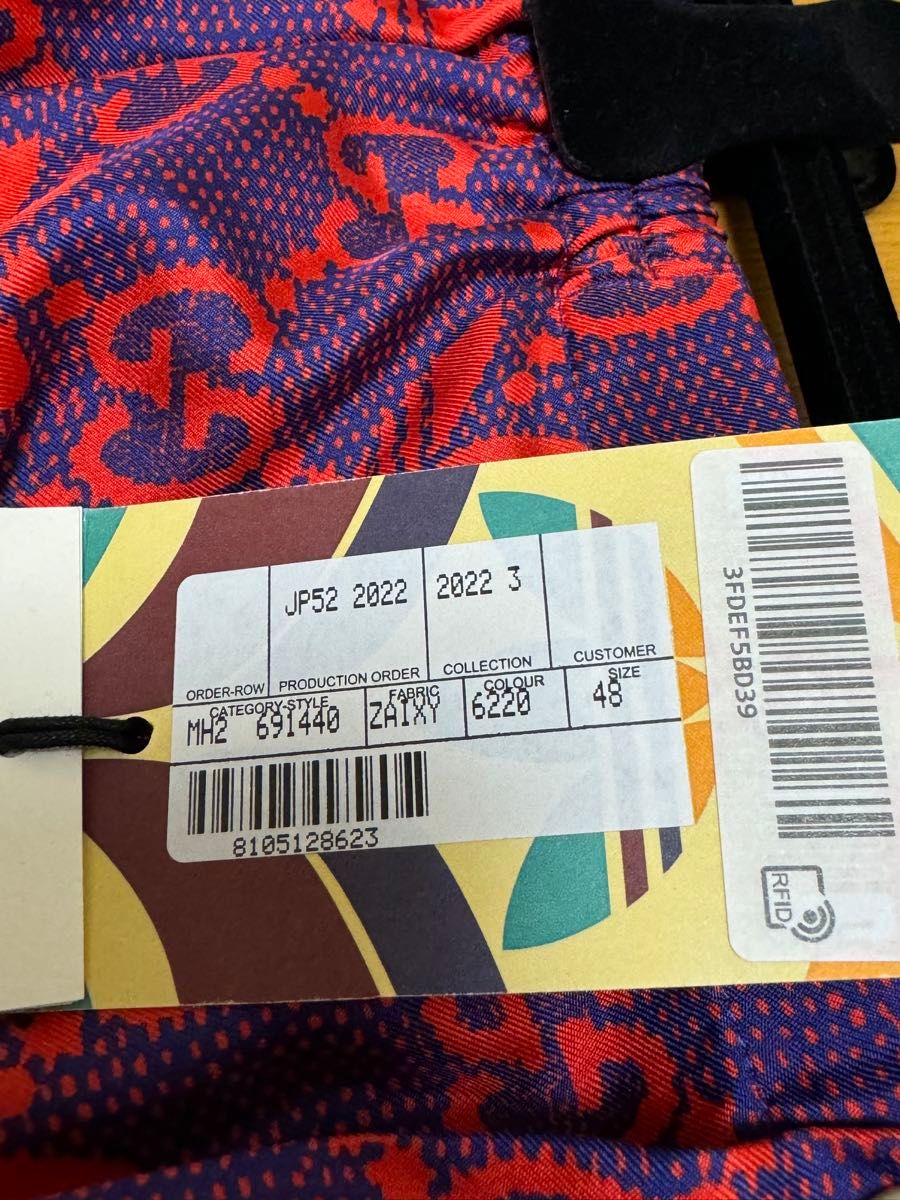 JP52 2022
2022 3
ORDER-ROW
PRODUCTION ORDER
COLLECTION
CUSTOMER
CATEGORY-STYLE
FABRIC
COLOUR
SIZE
MH2 691440
ZAIXY
6220
48
8105128623
3FDEF5BD39
RFID